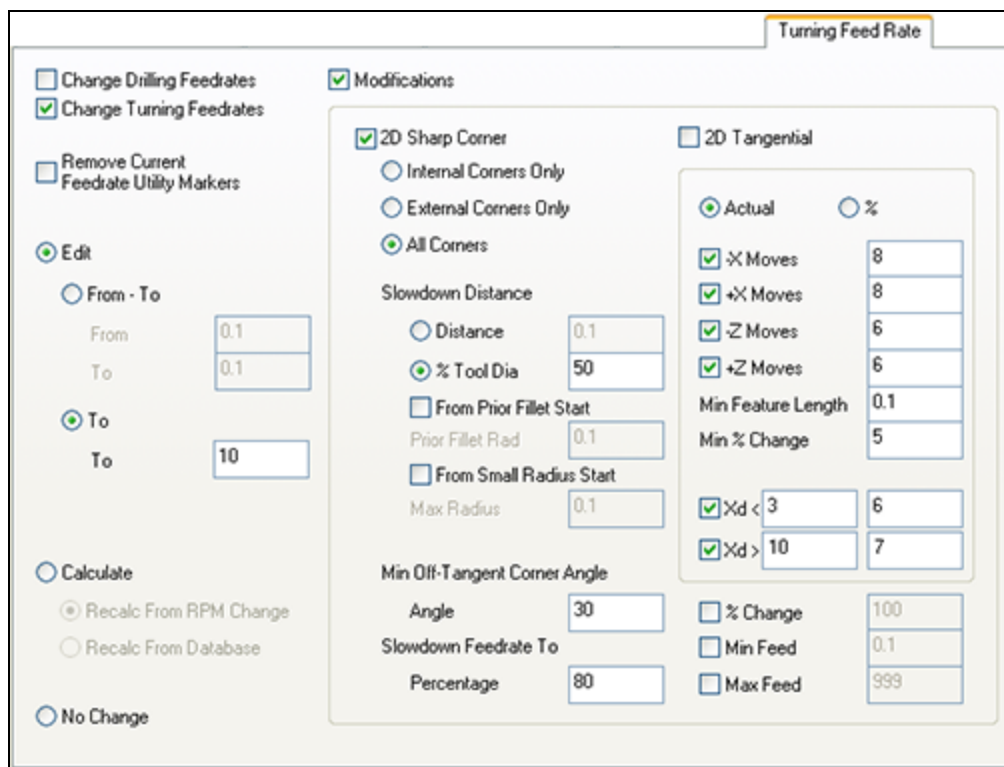 Turning Feed Rate
Change Drilling Feedrates
Change Turning Feedrates
Remove Current
Feedrate Utility Markers
Edit
From - To
From 0.1
To 0.1
To
To 10
Calculate
Recalc From RPM Change
Recalc From Database
No Change
Modifications
2D Sharp Corner
Internal Corners Only
External Corners Only
All Corners
Slowdown Distance
Distance 0.1
% Tool Dia 50
From Prior Fillet Start
Prior Fillet Rad 0.1
From Small Radius Start
Max Radius 0.1
Min Off-Tangent Corner Angle
Angle 30
Slowdown Feedrate To
Percentage 80
2D Tangential
Actual %
-X Moves 8
+X Moves 8
-Z Moves 6
+Z Moves 6
Min Feature Length 0.1
Min % Change 5
Xd < 3 6
Xd > 10 7
% Change 100
Min Feed 0.1
Max Feed 999